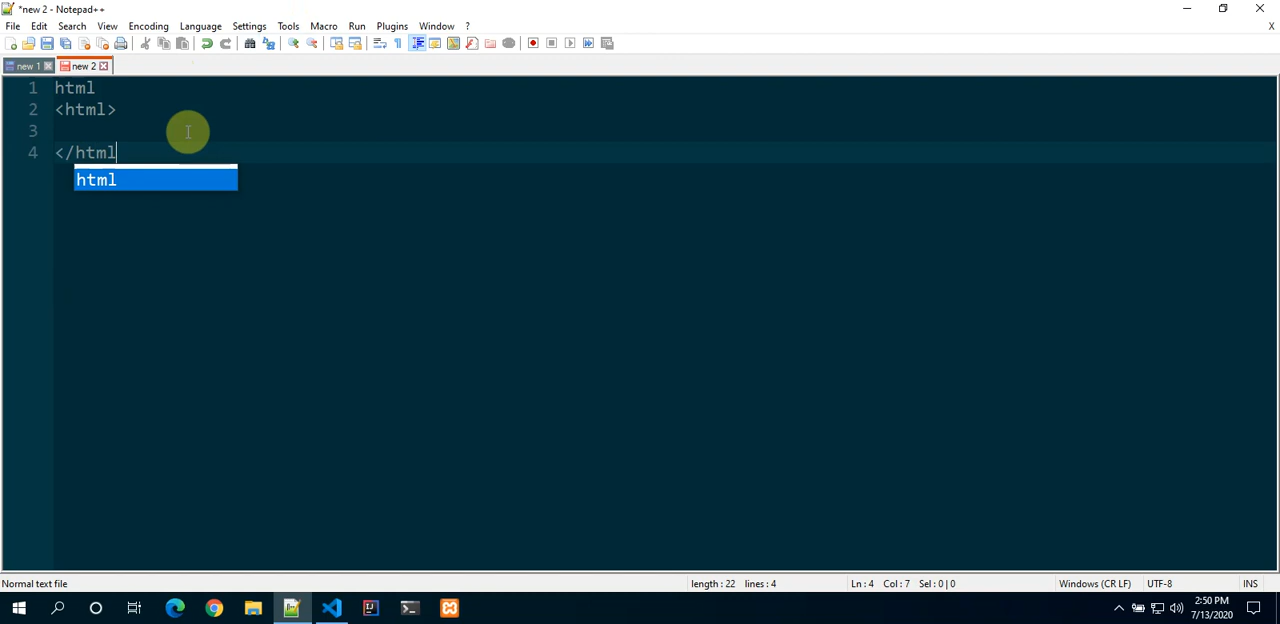 *new 2 - Notepad++
File Edit Search View Encoding Language Settings Tools Macro Run Plugins Window ?
X
new 1 new 2
1 html
2 <html>
3
4 </html
html
Normal text file length : 22 lines : 4 Ln : 4 Col : 7 Sel : 0 | 0 Windows (CR LF) UTF-8 INS
2:50 PM
7/13/2020